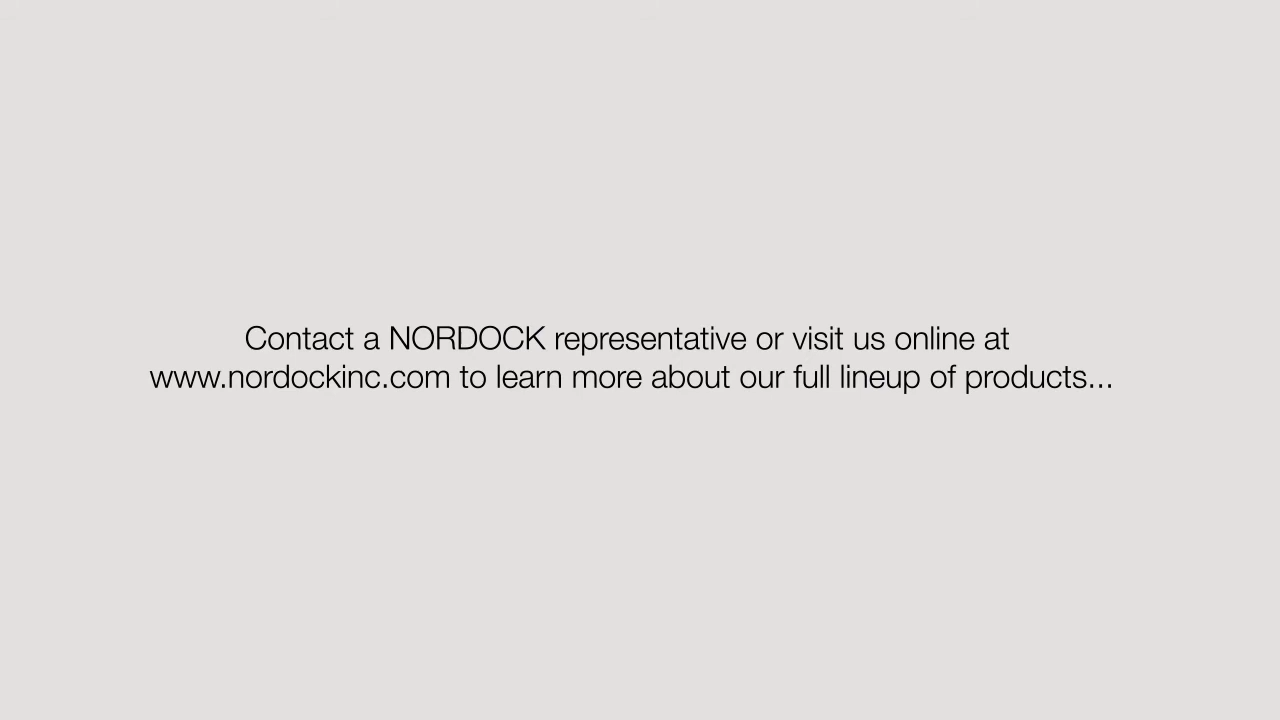 Contact a NORDOCK representative or visit us online at
www.nordockinc.com to learn more about our full lineup of products...